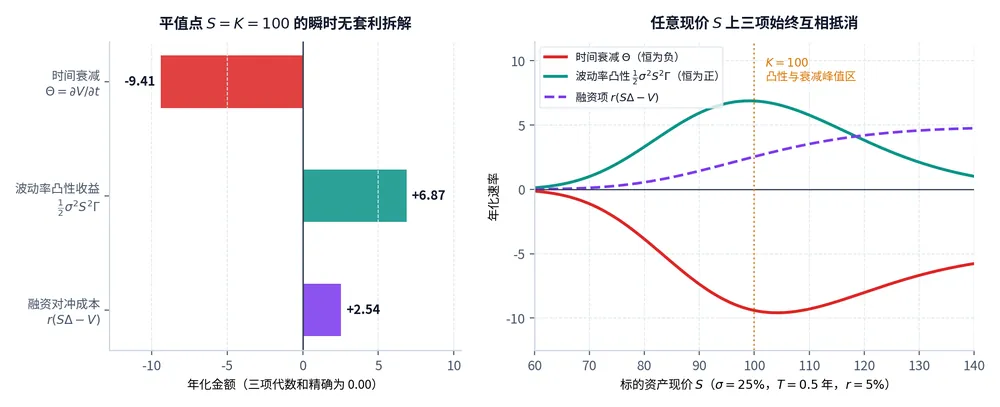 平值点 S = K = 100 的瞬时无套利拆解
时间衰减
Θ = ∂V/∂t
波动率凸性收益
½σ²S²Γ
融资对冲成本
r(SΔ − V)
-9.41
+6.87
+2.54
-10
-5
0
5
10
年化金额（三项代数和精确为 0.00）
任意现价 S 上三项始终互相抵消
时间衰减 Θ（恒为负）
波动率凸性 ½σ²S²Γ（恒为正）
融资项 r(SΔ − V)
K = 100
凸性与衰减峰值区
年化速率
10
5
0
-5
-10
60
70
80
90
100
110
120
130
140
标的资产现价 S（σ = 25%，T = 0.5 年，r = 5%）